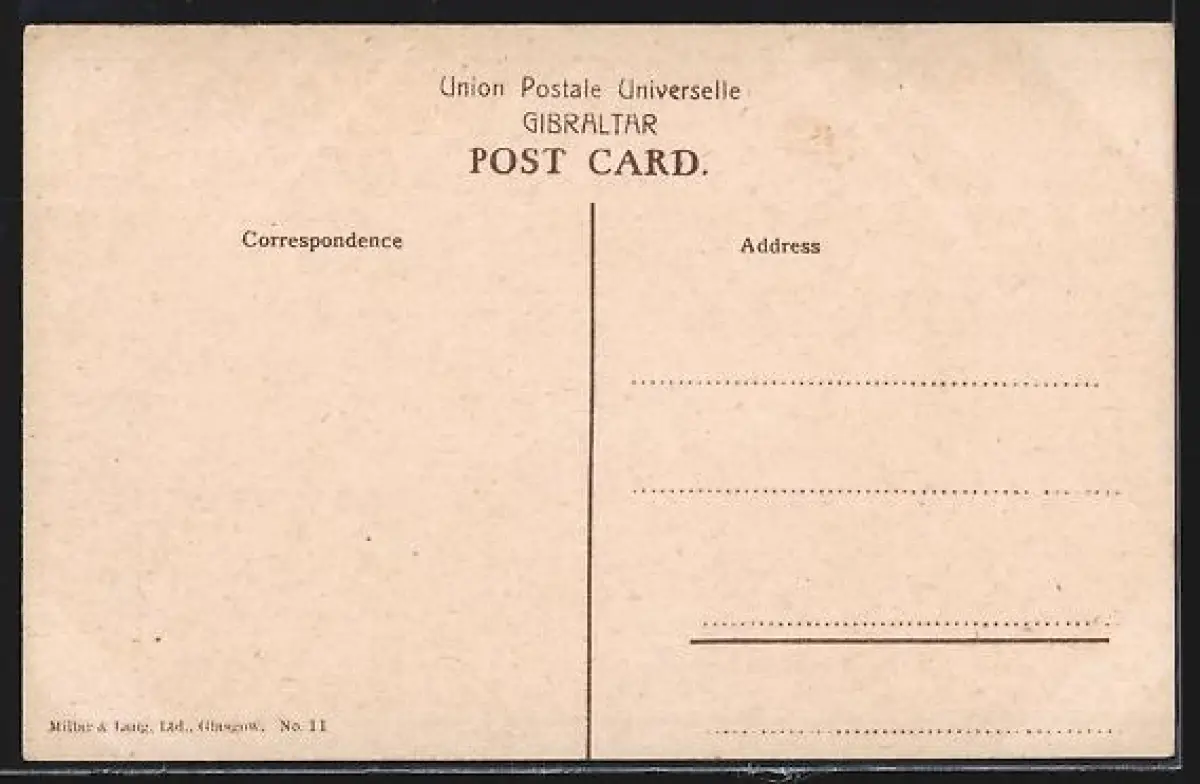 Union Postale Universelle
GIBRALTAR
POST CARD.
Correspondence
Address
Millar & Lang, Ltd., Glasgow. No. 11